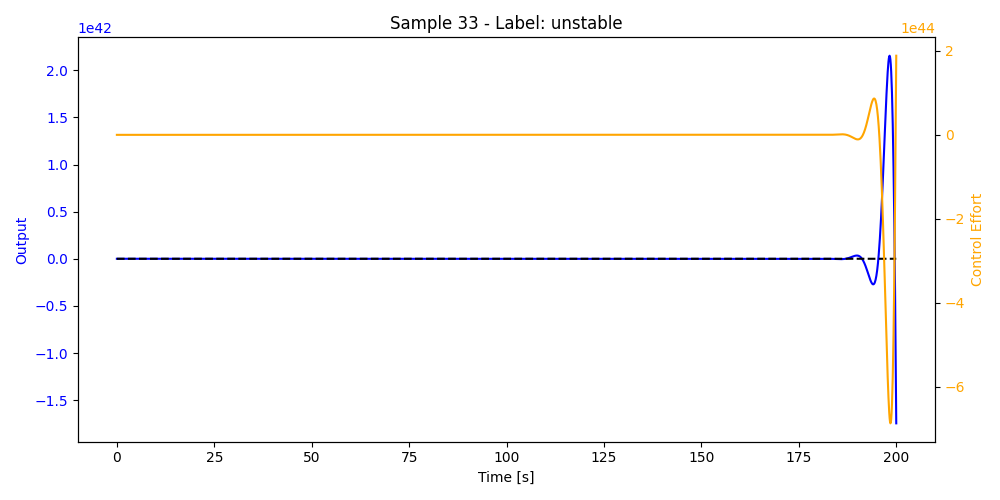 Sample 33 - Label: unstable
1e42
1e44
2.0
1.5
1.0
0.5
0.0
−0.5
−1.0
−1.5
Output
2
0
−2
−4
−6
Control Effort
0 25 50 75 100 125 150 175 200
Time [s]